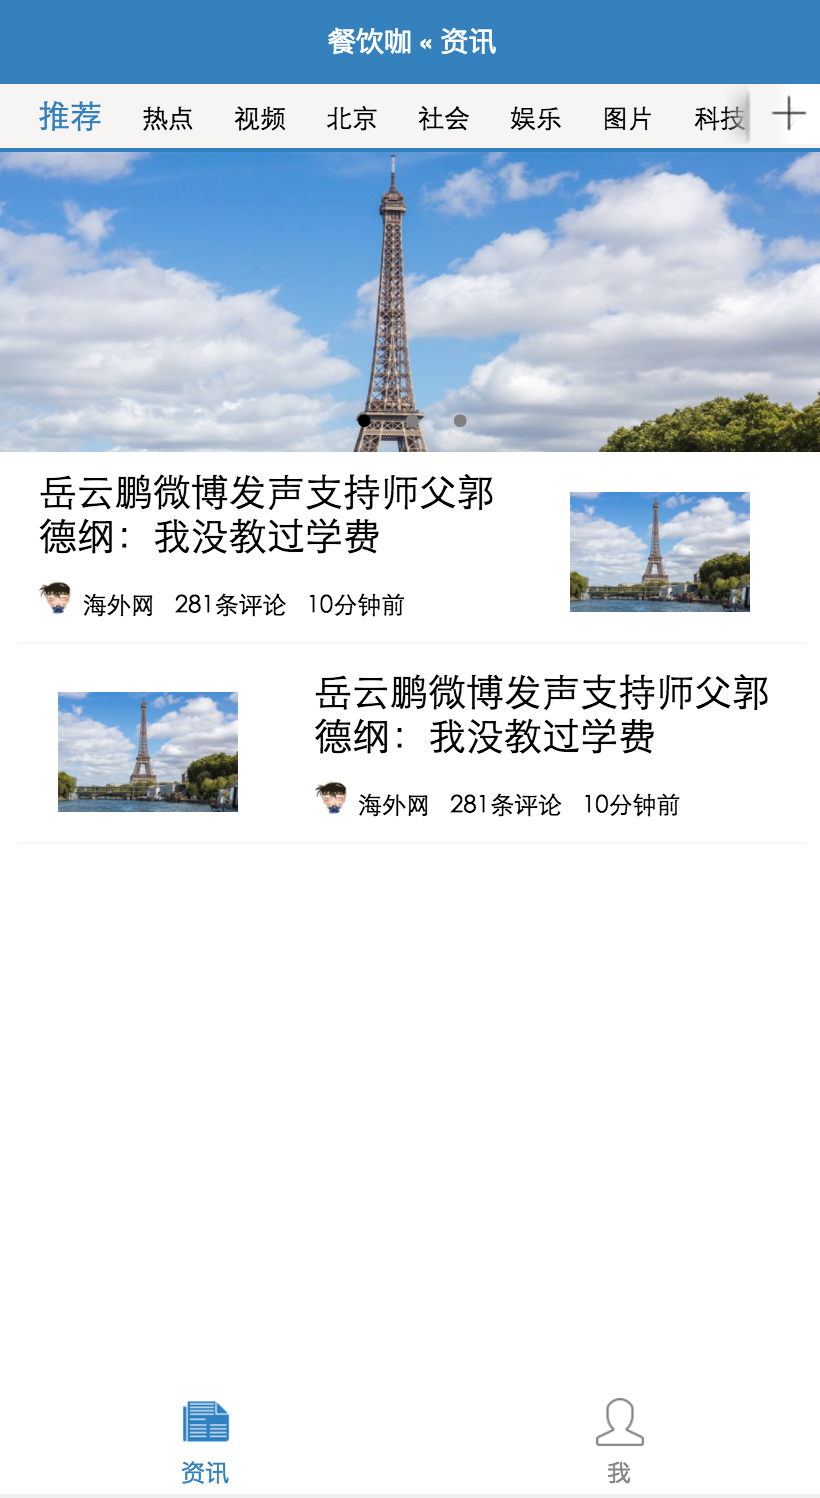 餐饮咖 « 资讯
推荐 热点 视频 北京 社会 娱乐 图片 科技
岳云鹏微博发声支持师父郭
德纲：我没教过学费
海外网 281条评论 10分钟前
岳云鹏微博发声支持师父郭
德纲：我没教过学费
海外网 281条评论 10分钟前
资讯 我